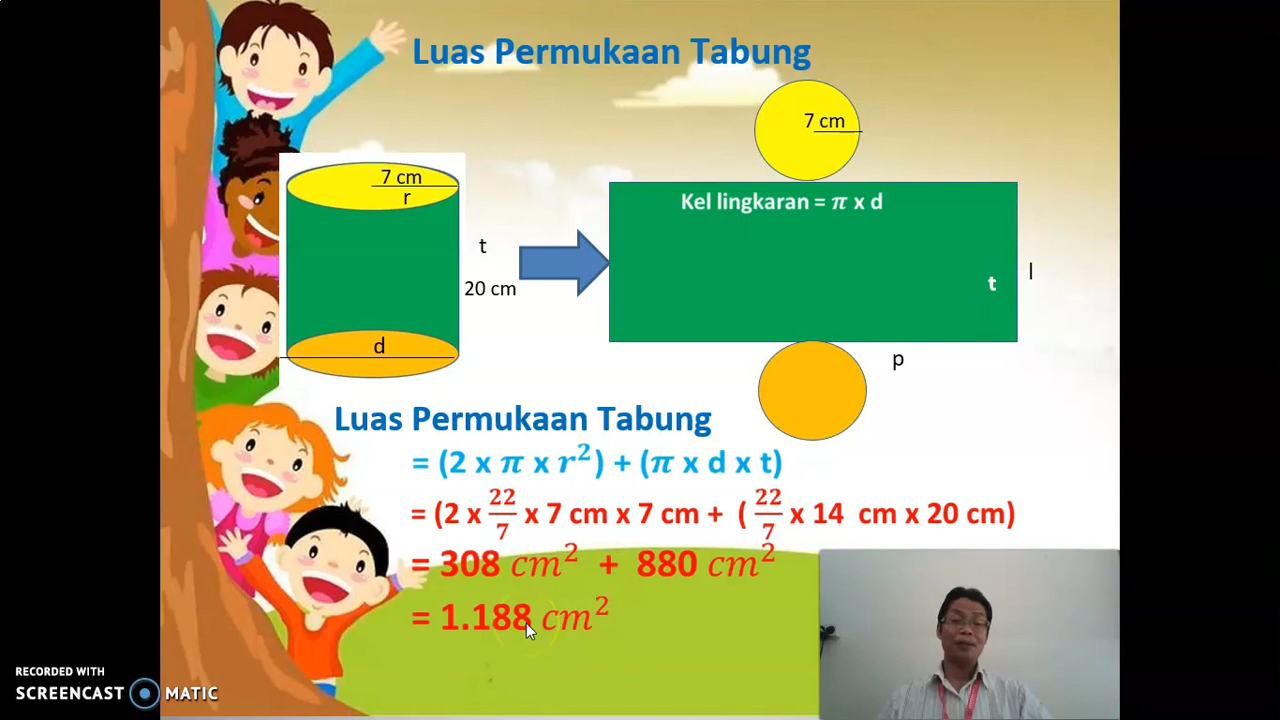 Luas Permukaan Tabung
7 cm
7 cm
r
Kel lingkaran = π x d
t
20 cm
t
l
d
p
Luas Permukaan Tabung
= (2 x π x r²) + (π x d x t)
= (2 x 22/7 x 7 cm x 7 cm + ( 22/7 x 14 cm x 20 cm)
= 308 cm² + 880 cm²
= 1.188 cm²
RECORDED WITH
SCREENCAST MATIC